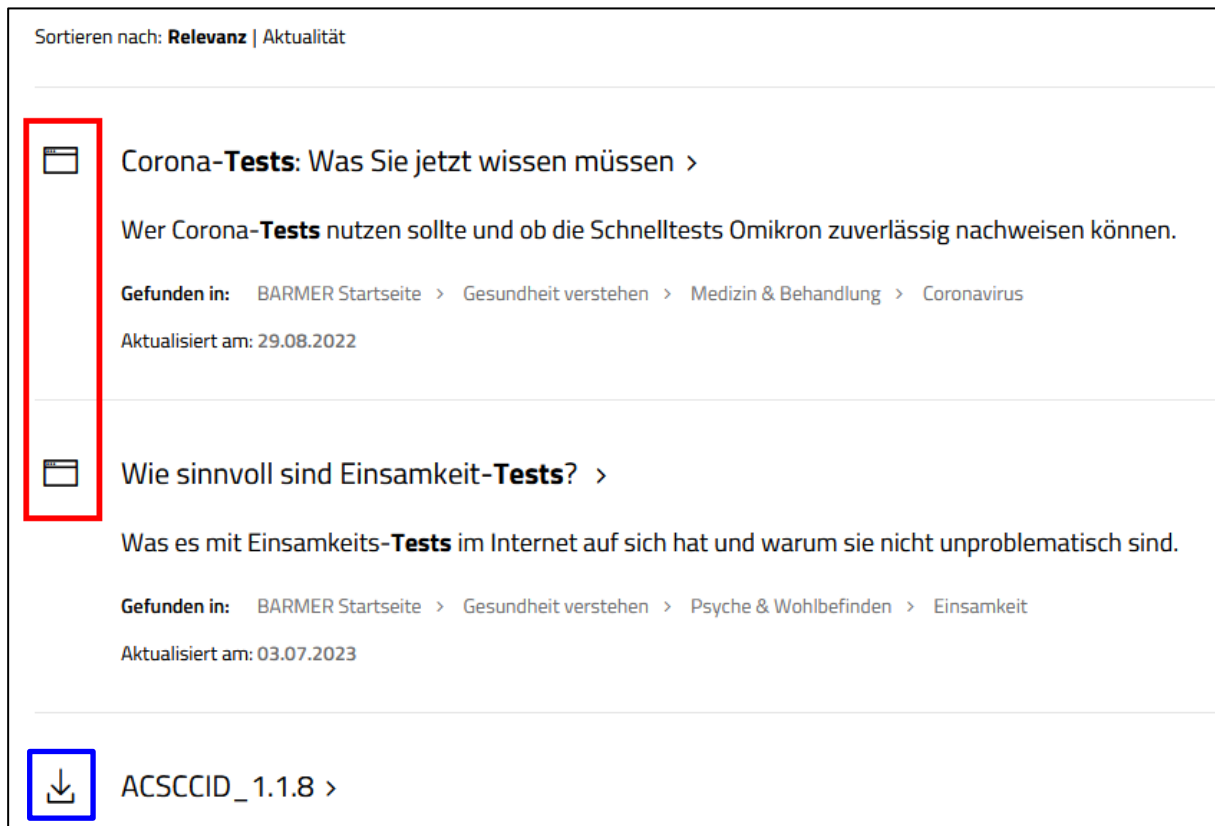 Sortieren nach: Relevanz | Aktualität
Corona-Tests: Was Sie jetzt wissen müssen >
Wer Corona-Tests nutzen sollte und ob die Schnelltests Omikron zuverlässig nachweisen können.
Gefunden in: BARMER Startseite > Gesundheit verstehen > Medizin & Behandlung > Coronavirus
Aktualisiert am: 29.08.2022
Wie sinnvoll sind Einsamkeit-Tests? >
Was es mit Einsamkeits-Tests im Internet auf sich hat und warum sie nicht unproblematisch sind.
Gefunden in: BARMER Startseite > Gesundheit verstehen > Psyche & Wohlbefinden > Einsamkeit
Aktualisiert am: 03.07.2023
ACSCCID_1.1.8 >